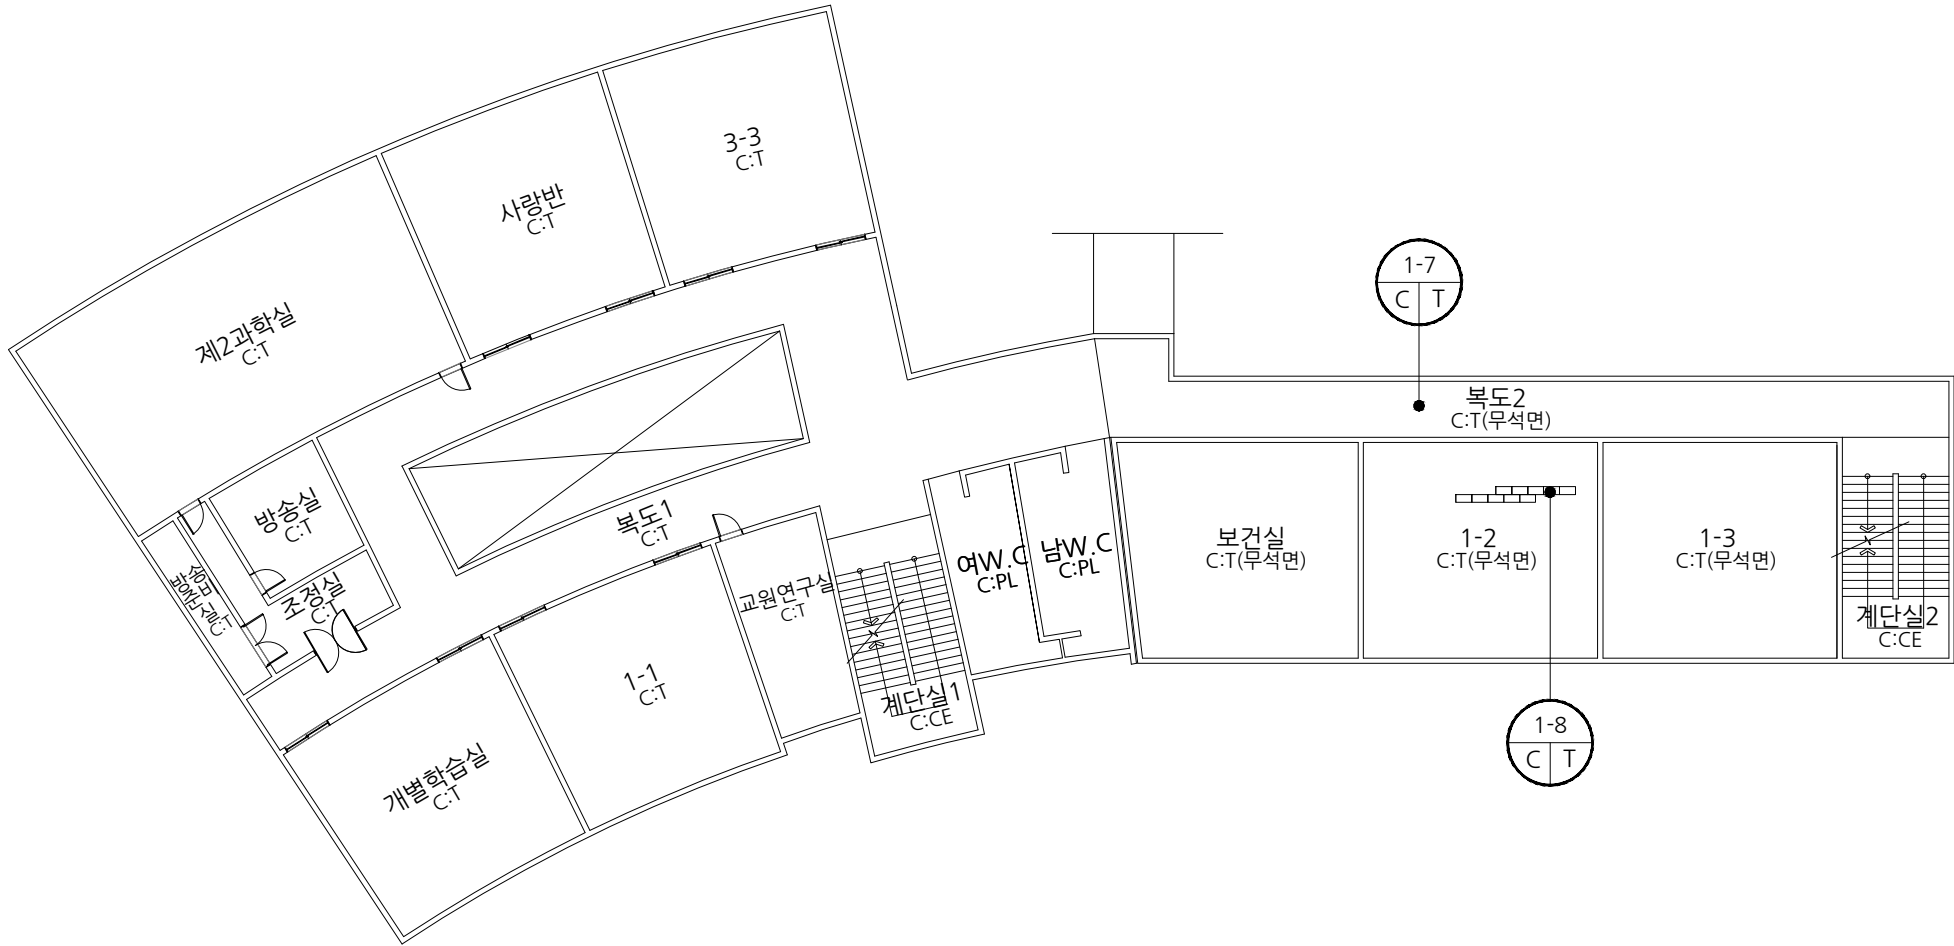 3-3
C:T
사랑반
C:T
제2과학실
C:T
1-7
C T
복도2
C:T(무석면)
방송실
C:T
복도1
C:T
조정실
C:T
교원연구실
C:T
여W.C
C:PL
남W.C
C:PL
보건실
C:T(무석면)
1-2
C:T(무석면)
1-3
C:T(무석면)
계단실2
C:CE
1-1
C:T
계단실1
C:CE
개별학습실
C:T
1-8
C T